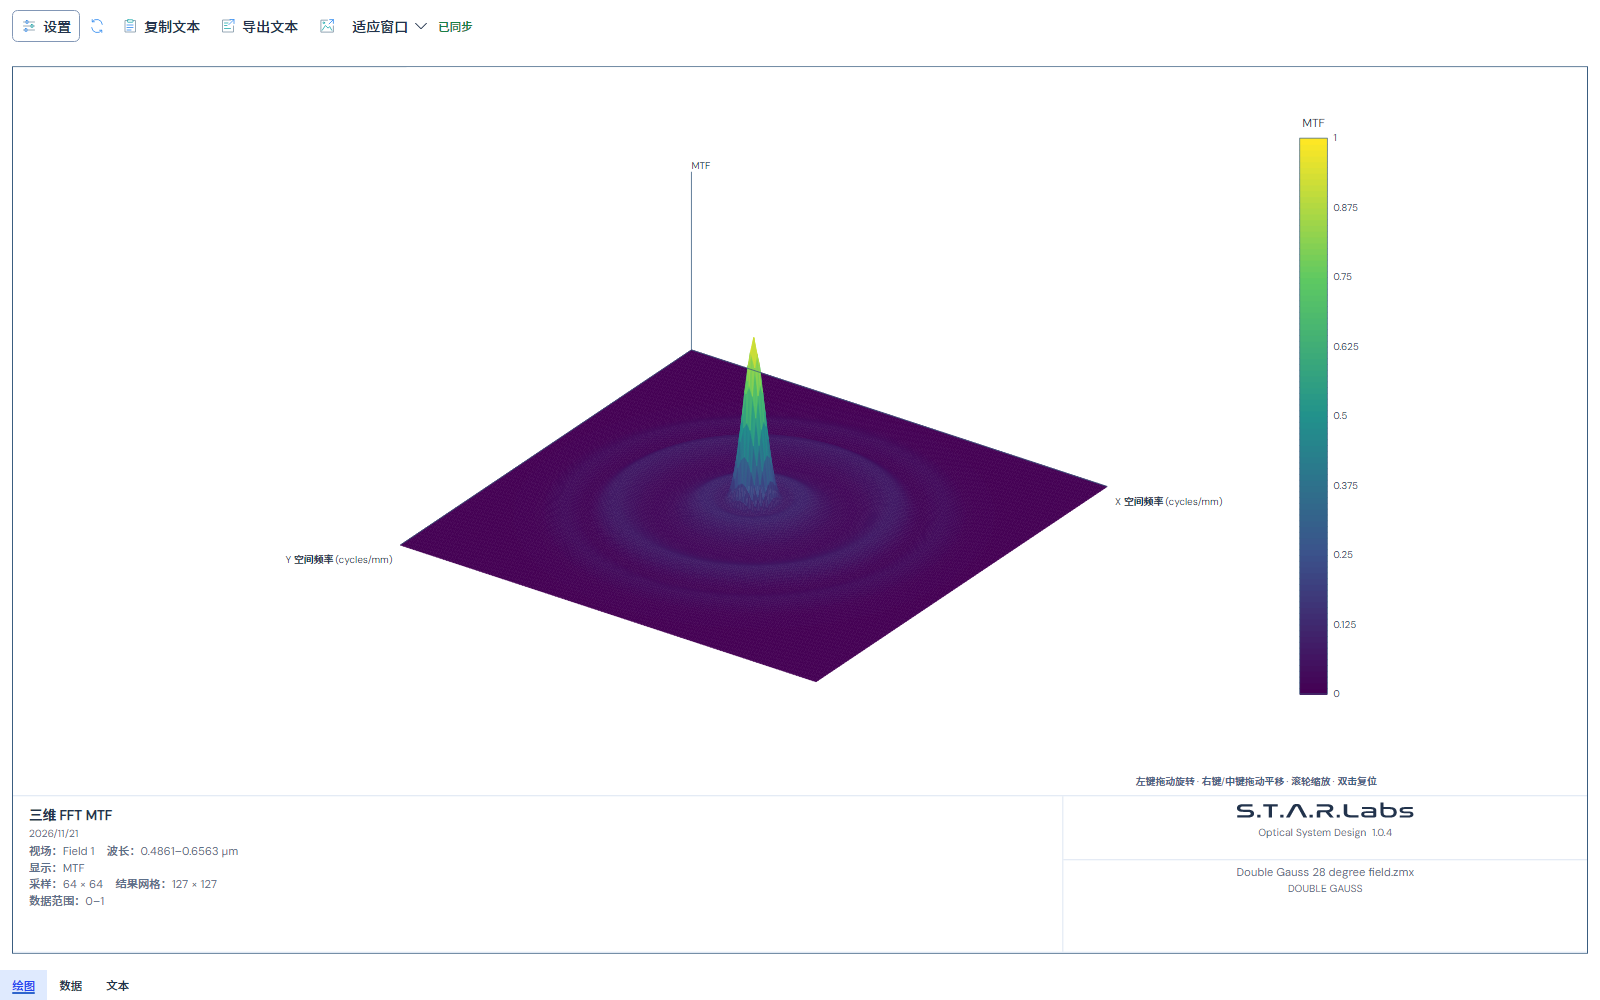 设置 复制文本 导出文本 适应窗口 已同步
MTF
1
MTF
0.875
0.75
0.625
0.5
0.375
X 空间频率 (cycles/mm)
0.25
Y 空间频率 (cycles/mm)
0.125
0
左键拖动旋转 · 右键/中键拖动平移 · 滚轮缩放 · 双击复位
三维 FFT MTF
2026/11/21
视场: Field 1 波长: 0.4861–0.6563 µm
显示: MTF
采样: 64 × 64 结果网格: 127 × 127
数据范围: 0–1
S.T.A.R.Labs
Optical System Design 1.0.4
Double Gauss 28 degree field.zmx
DOUBLE GAUSS
绘图 数据 文本